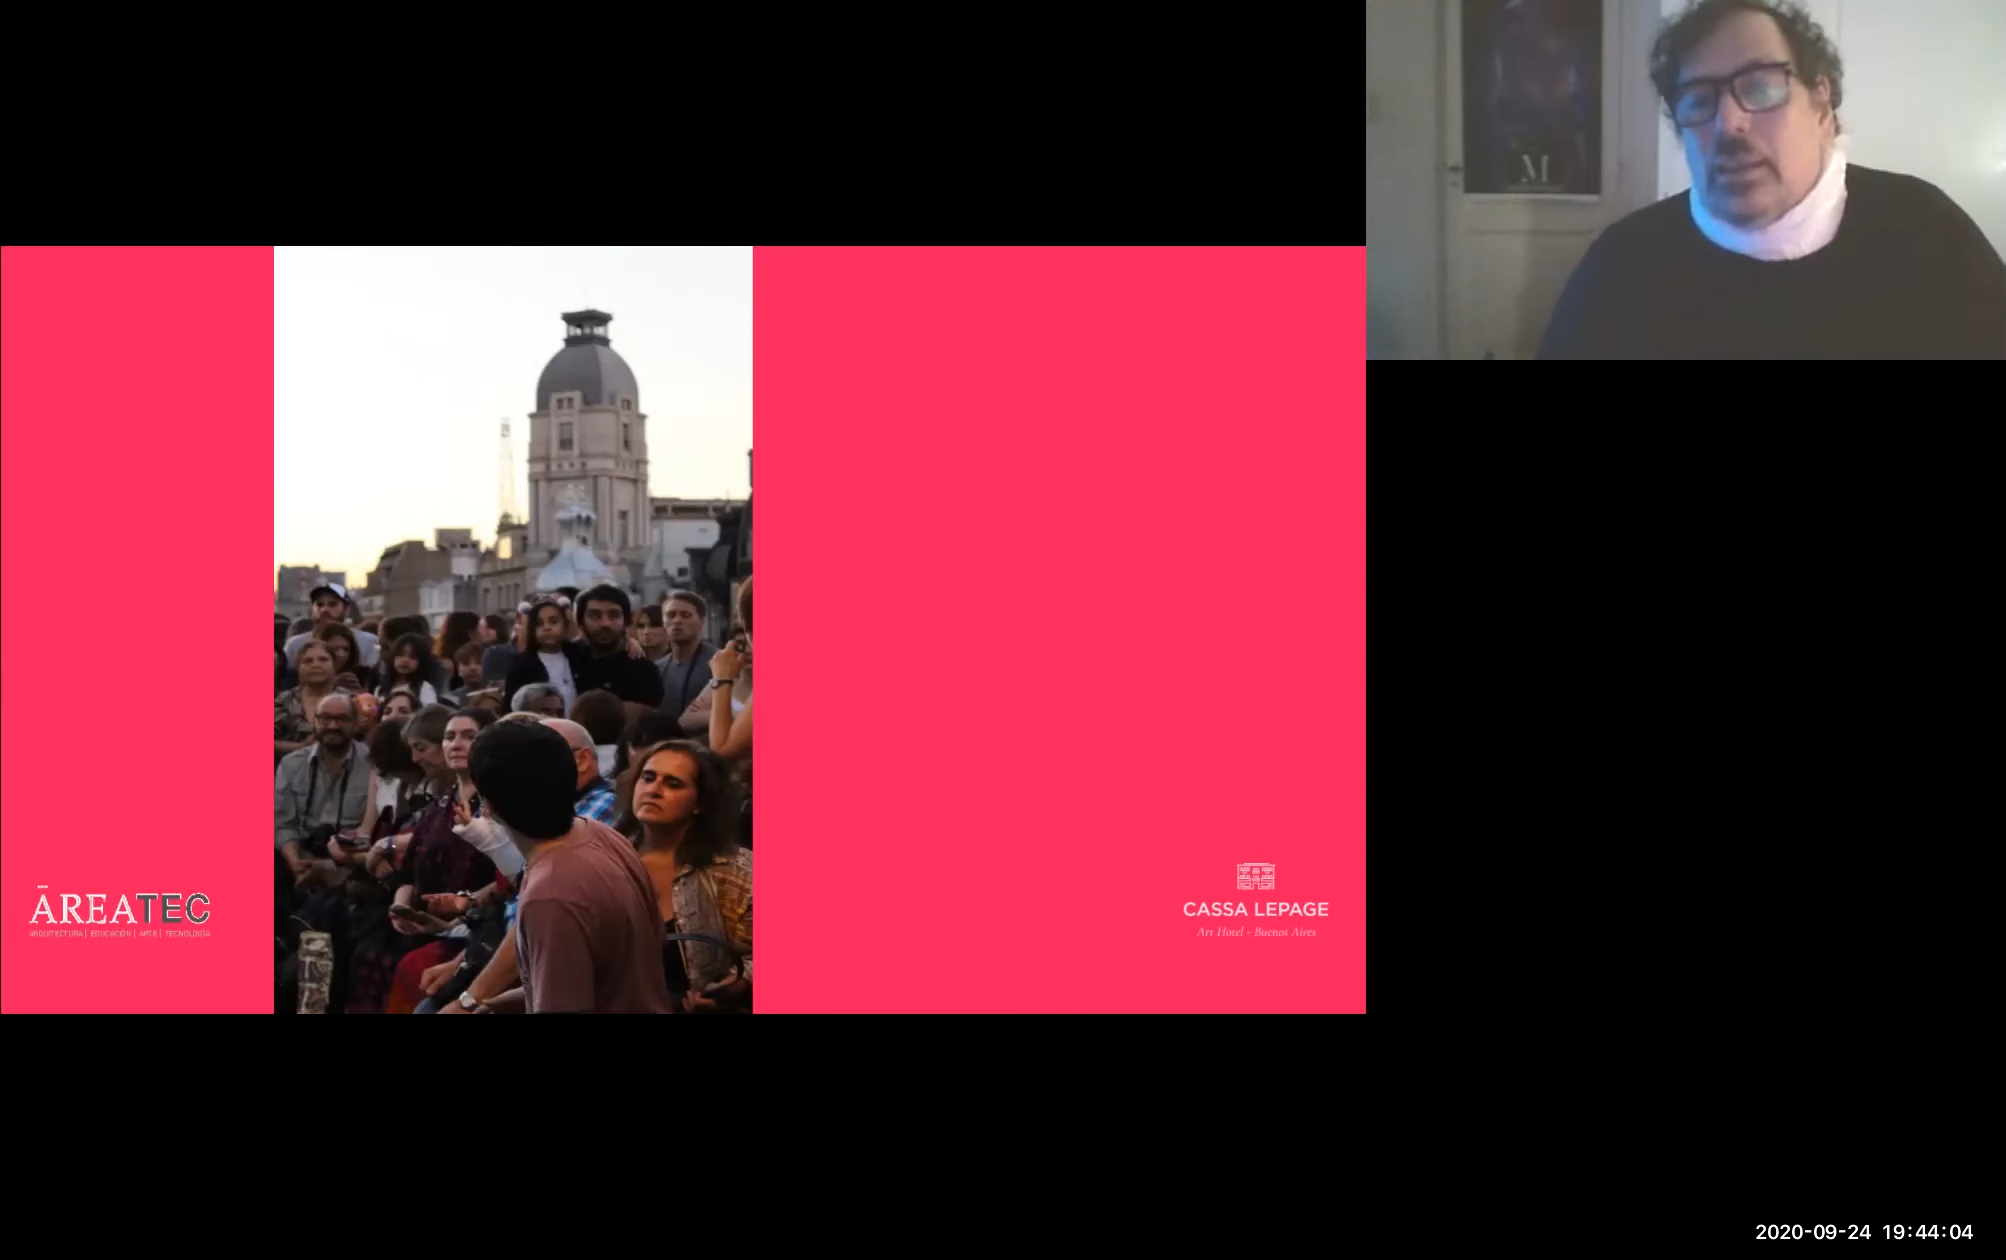 M
ĀREATEC
ARQUITECTURA | EDUCACIÓN | ARTE | TECNOLOGÍA
CASSA LEPAGE
Art Hotel - Buenos Aires
2020-09-24 19:44:04